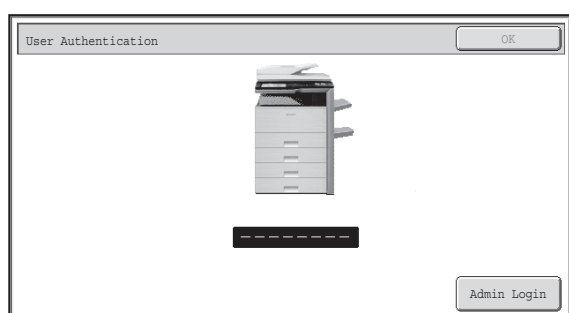 User Authentication
OK
--------
Admin Login